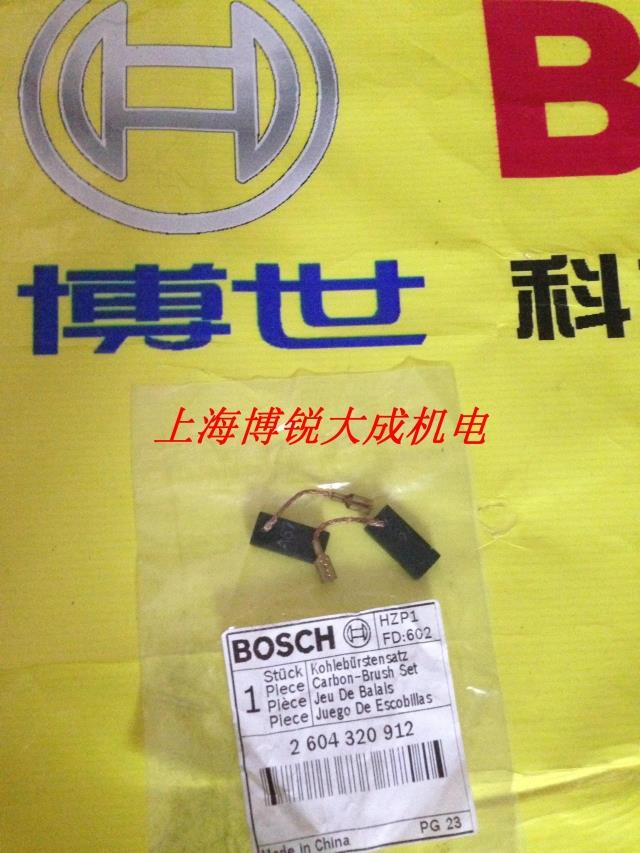 B
博世 科
上海博锐大成机电
A6
BOSCH
HZP1
FD:602
1
Stück Kohlebürstensatz
Piece Carbon-Brush Set
Pièce Jeu De Balais
Piece Juego De Escobillas
2 604 320 912
Made in China
PG 23